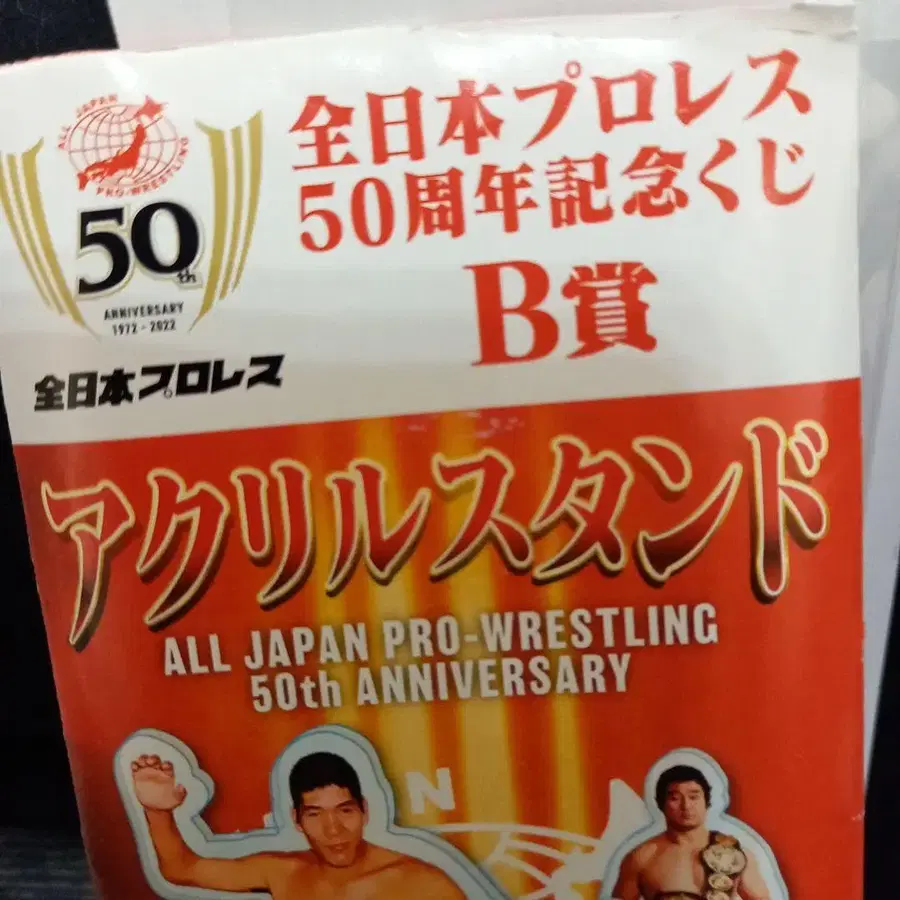 ALL JAPAN
PRO-WRESTLING
50th
ANNIVERSARY
1972-2022
全日本プロレス
全日本プロレス
50周年記念くじ
B賞
アクリルスタンド
ALL JAPAN PRO-WRESTLING
50th ANNIVERSARY
N